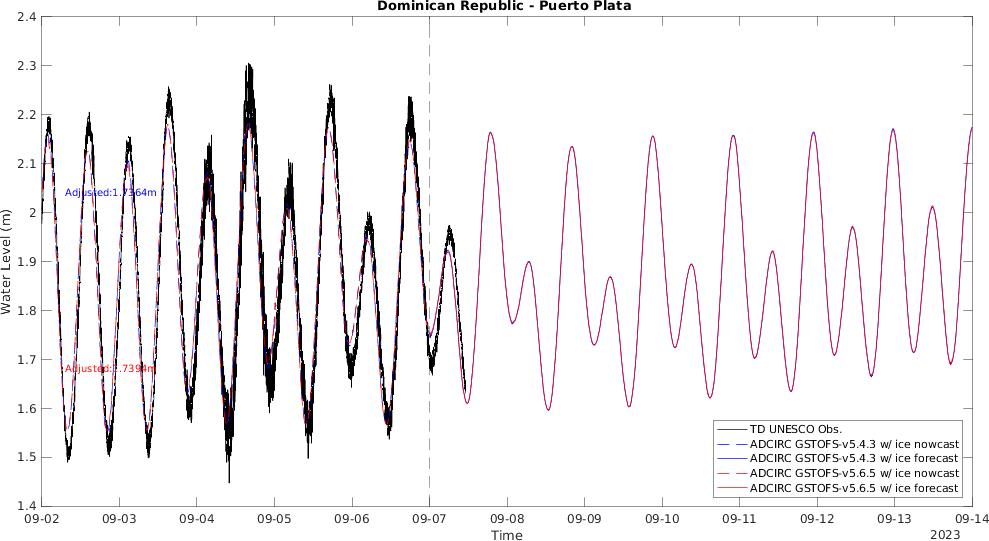 Dominican Republic - Puerto Plata
Water Level (m)
2.4
2.3
2.2
2.1
2
1.9
1.8
1.7
1.6
1.5
1.4
Adjusted:1.7364m
Adjusted:1.7394m
TD UNESCO Obs.
ADCIRC GSTOFS-v5.4.3 w/ ice nowcast
ADCIRC GSTOFS-v5.4.3 w/ ice forecast
ADCIRC GSTOFS-v5.6.5 w/ ice nowcast
ADCIRC GSTOFS-v5.6.5 w/ ice forecast
09-02 09-03 09-04 09-05 09-06 09-07 09-08 09-09 09-10 09-11 09-12 09-13 09-14
Time
2023